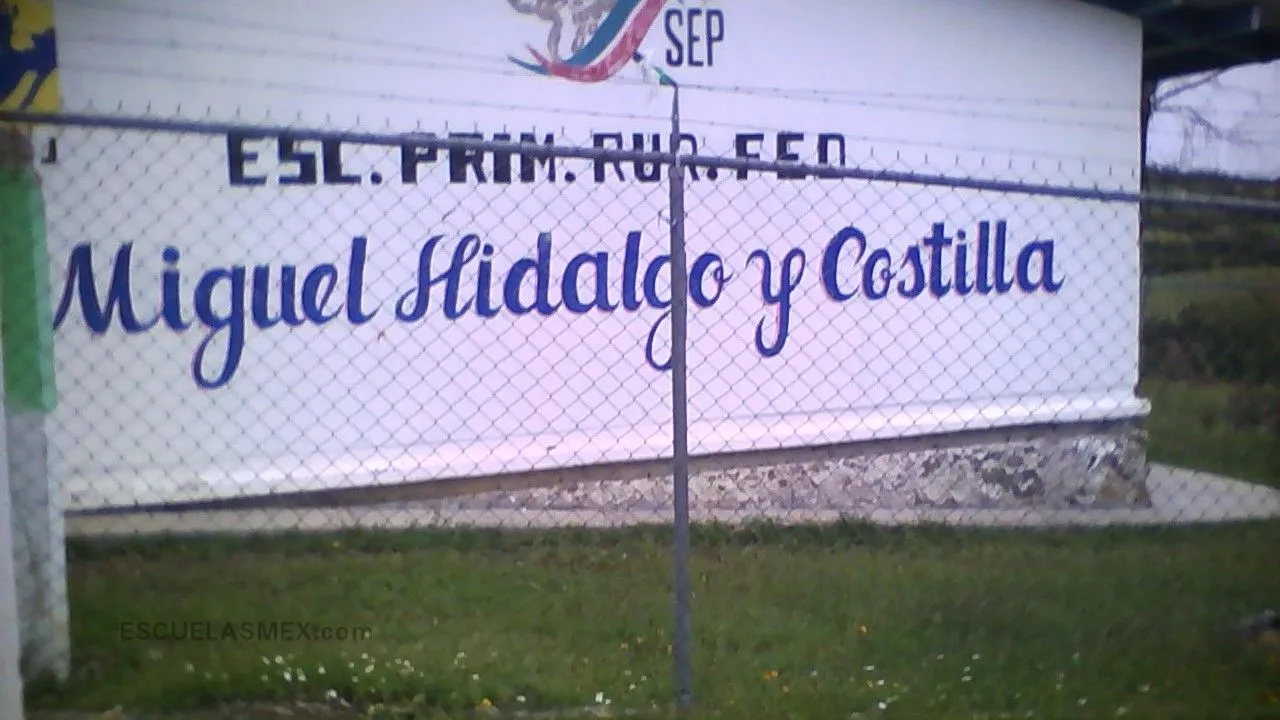 SEP
ESC. PRIM. RUR. FED
Miguel Hidalgo y Costilla
ESCUELASMEX.com